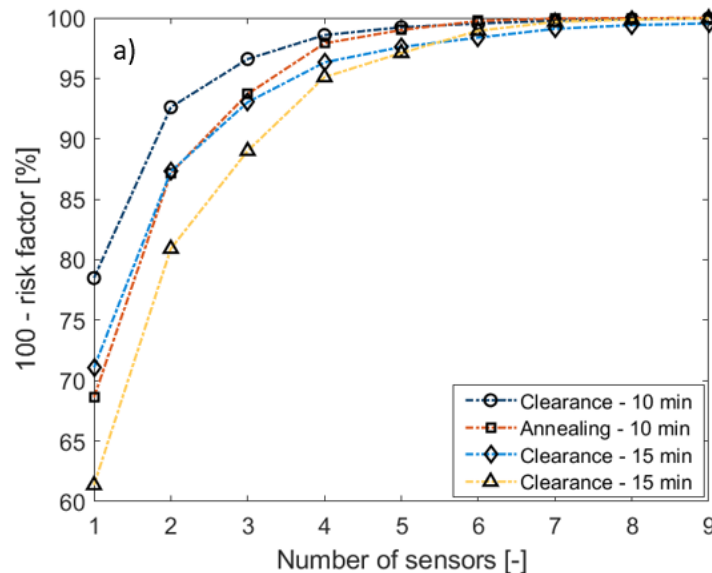 a)
100 - risk factor [%]
100
95
90
85
80
75
70
65
60
Clearance - 10 min
Annealing - 10 min
Clearance - 15 min
Clearance - 15 min
1 2 3 4 5 6 7 8 9
Number of sensors [-]